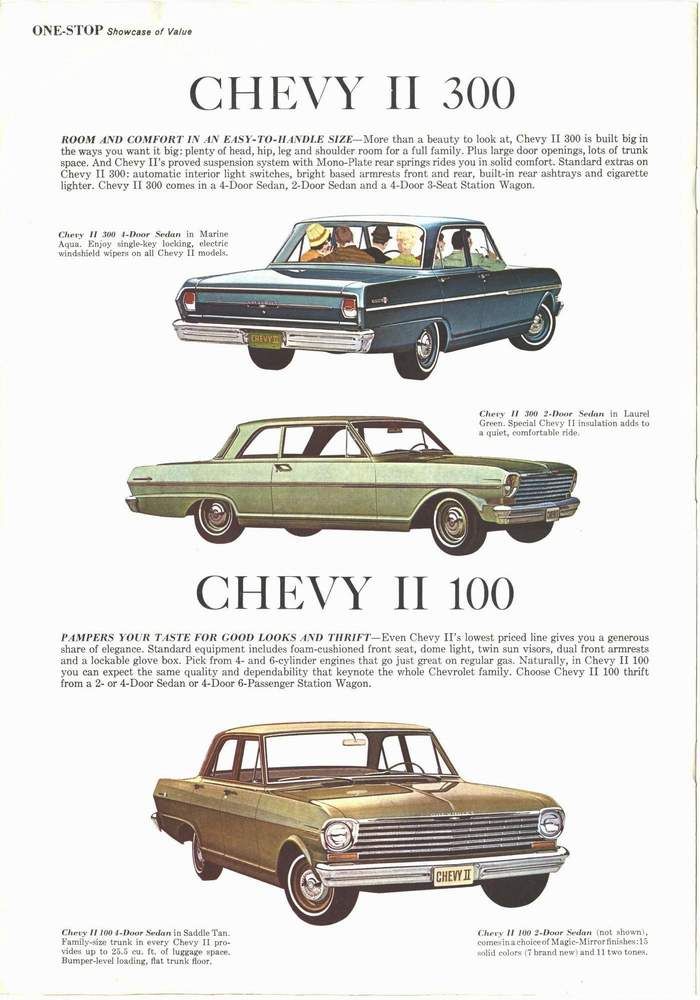 ONE-STOP Showcase of Value
CHEVY II 300
ROOM AND COMFORT IN AN EASY-TO-HANDLE SIZE—More than a beauty to look at, Chevy II 300 is built big in
the ways you want it big: plenty of head, hip, leg and shoulder room for a full family. Plus large door openings, lots of trunk
space. And Chevy II's proved suspension system with Mono-Plate rear springs rides you in solid comfort. Standard extras on
Chevy II 300: automatic interior light switches, bright based armrests front and rear, built-in rear ashtrays and cigarette
lighter. Chevy II 300 comes in a 4-Door Sedan, 2-Door Sedan and a 4-Door 3-Seat Station Wagon.
Chevy II 300 4-Door Sedan in Marine
Aqua. Enjoy single-key locking, electric
windshield wipers on all Chevy II models.
CHEVY II
Chevy II 300 2-Door Sedan in Laurel
Green. Special Chevy II insulation adds to
a quiet, comfortable ride.
CHEVY II 100
PAMPERS YOUR TASTE FOR GOOD LOOKS AND THRIFT—Even Chevy II's lowest priced line gives you a generous
share of elegance. Standard equipment includes foam-cushioned front seat, dome light, twin sun visors, dual front armrests
and a lockable glove box. Pick from 4- and 6-cylinder engines that go just great on regular gas. Naturally, in Chevy II 100
you can expect the same quality and dependability that keynote the whole Chevrolet family. Choose Chevy II 100 thrift
from a 2- or 4-Door Sedan or 4-Door 6-Passenger Station Wagon.
CHEVY II
Chevy II 100 4-Door Sedan in Saddle Tan.
Family-size trunk in every Chevy II pro-
vides up to 25.5 cu. ft. of luggage space.
Bumper-level loading, flat trunk floor.
Chevy II 100 2-Door Sedan (not shown),
comes in a choice of Magic-Mirror finishes: 15
solid colors (7 brand new) and 11 two tones.